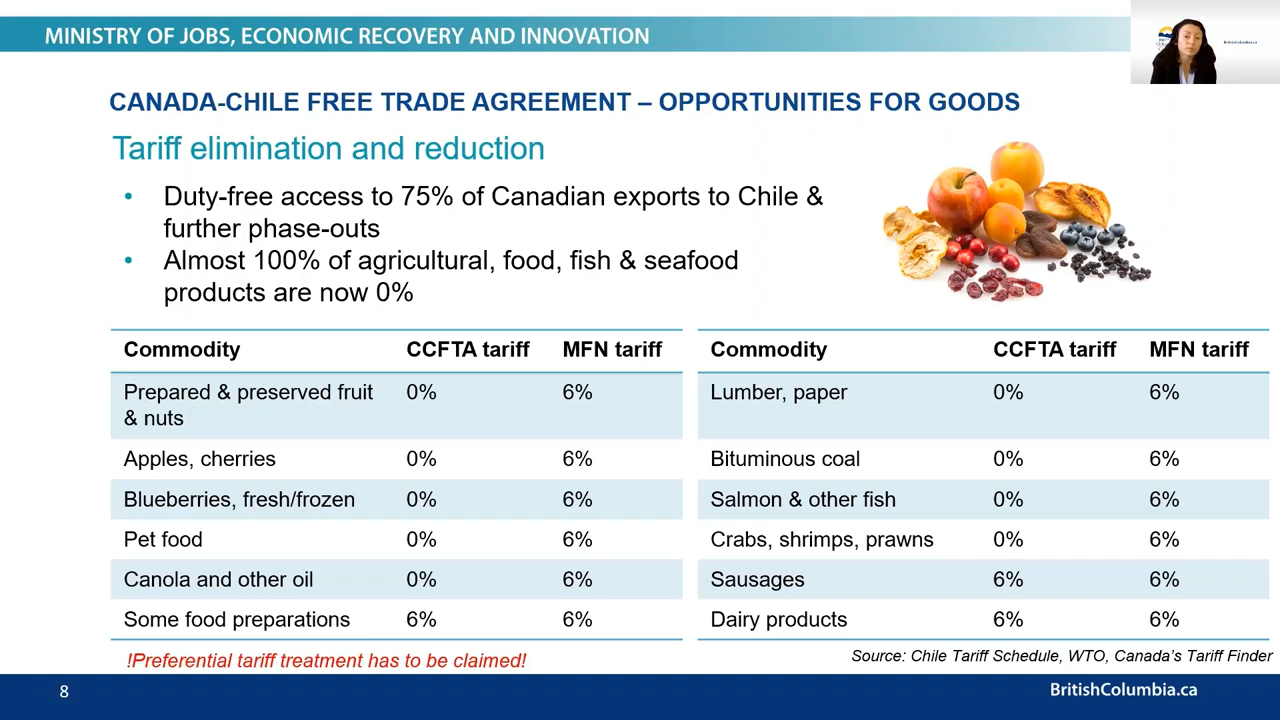 MINISTRY OF JOBS, ECONOMIC RECOVERY AND INNOVATION
BritishColumbia.ca
CANADA-CHILE FREE TRADE AGREEMENT – OPPORTUNITIES FOR GOODS
Tariff elimination and reduction
• Duty-free access to 75% of Canadian exports to Chile &
further phase-outs
• Almost 100% of agricultural, food, fish & seafood
products are now 0%
Commodity CCFTA tariff MFN tariff
Prepared & preserved fruit 0% 6%
& nuts
Apples, cherries 0% 6%
Blueberries, fresh/frozen 0% 6%
Pet food 0% 6%
Canola and other oil 0% 6%
Some food preparations 6% 6%
Commodity CCFTA tariff MFN tariff
Lumber, paper 0% 6%
Bituminous coal 0% 6%
Salmon & other fish 0% 6%
Crabs, shrimps, prawns 0% 6%
Sausages 6% 6%
Dairy products 6% 6%
!Preferential tariff treatment has to be claimed!
Source: Chile Tariff Schedule, WTO, Canada's Tariff Finder
8
BritishColumbia.ca